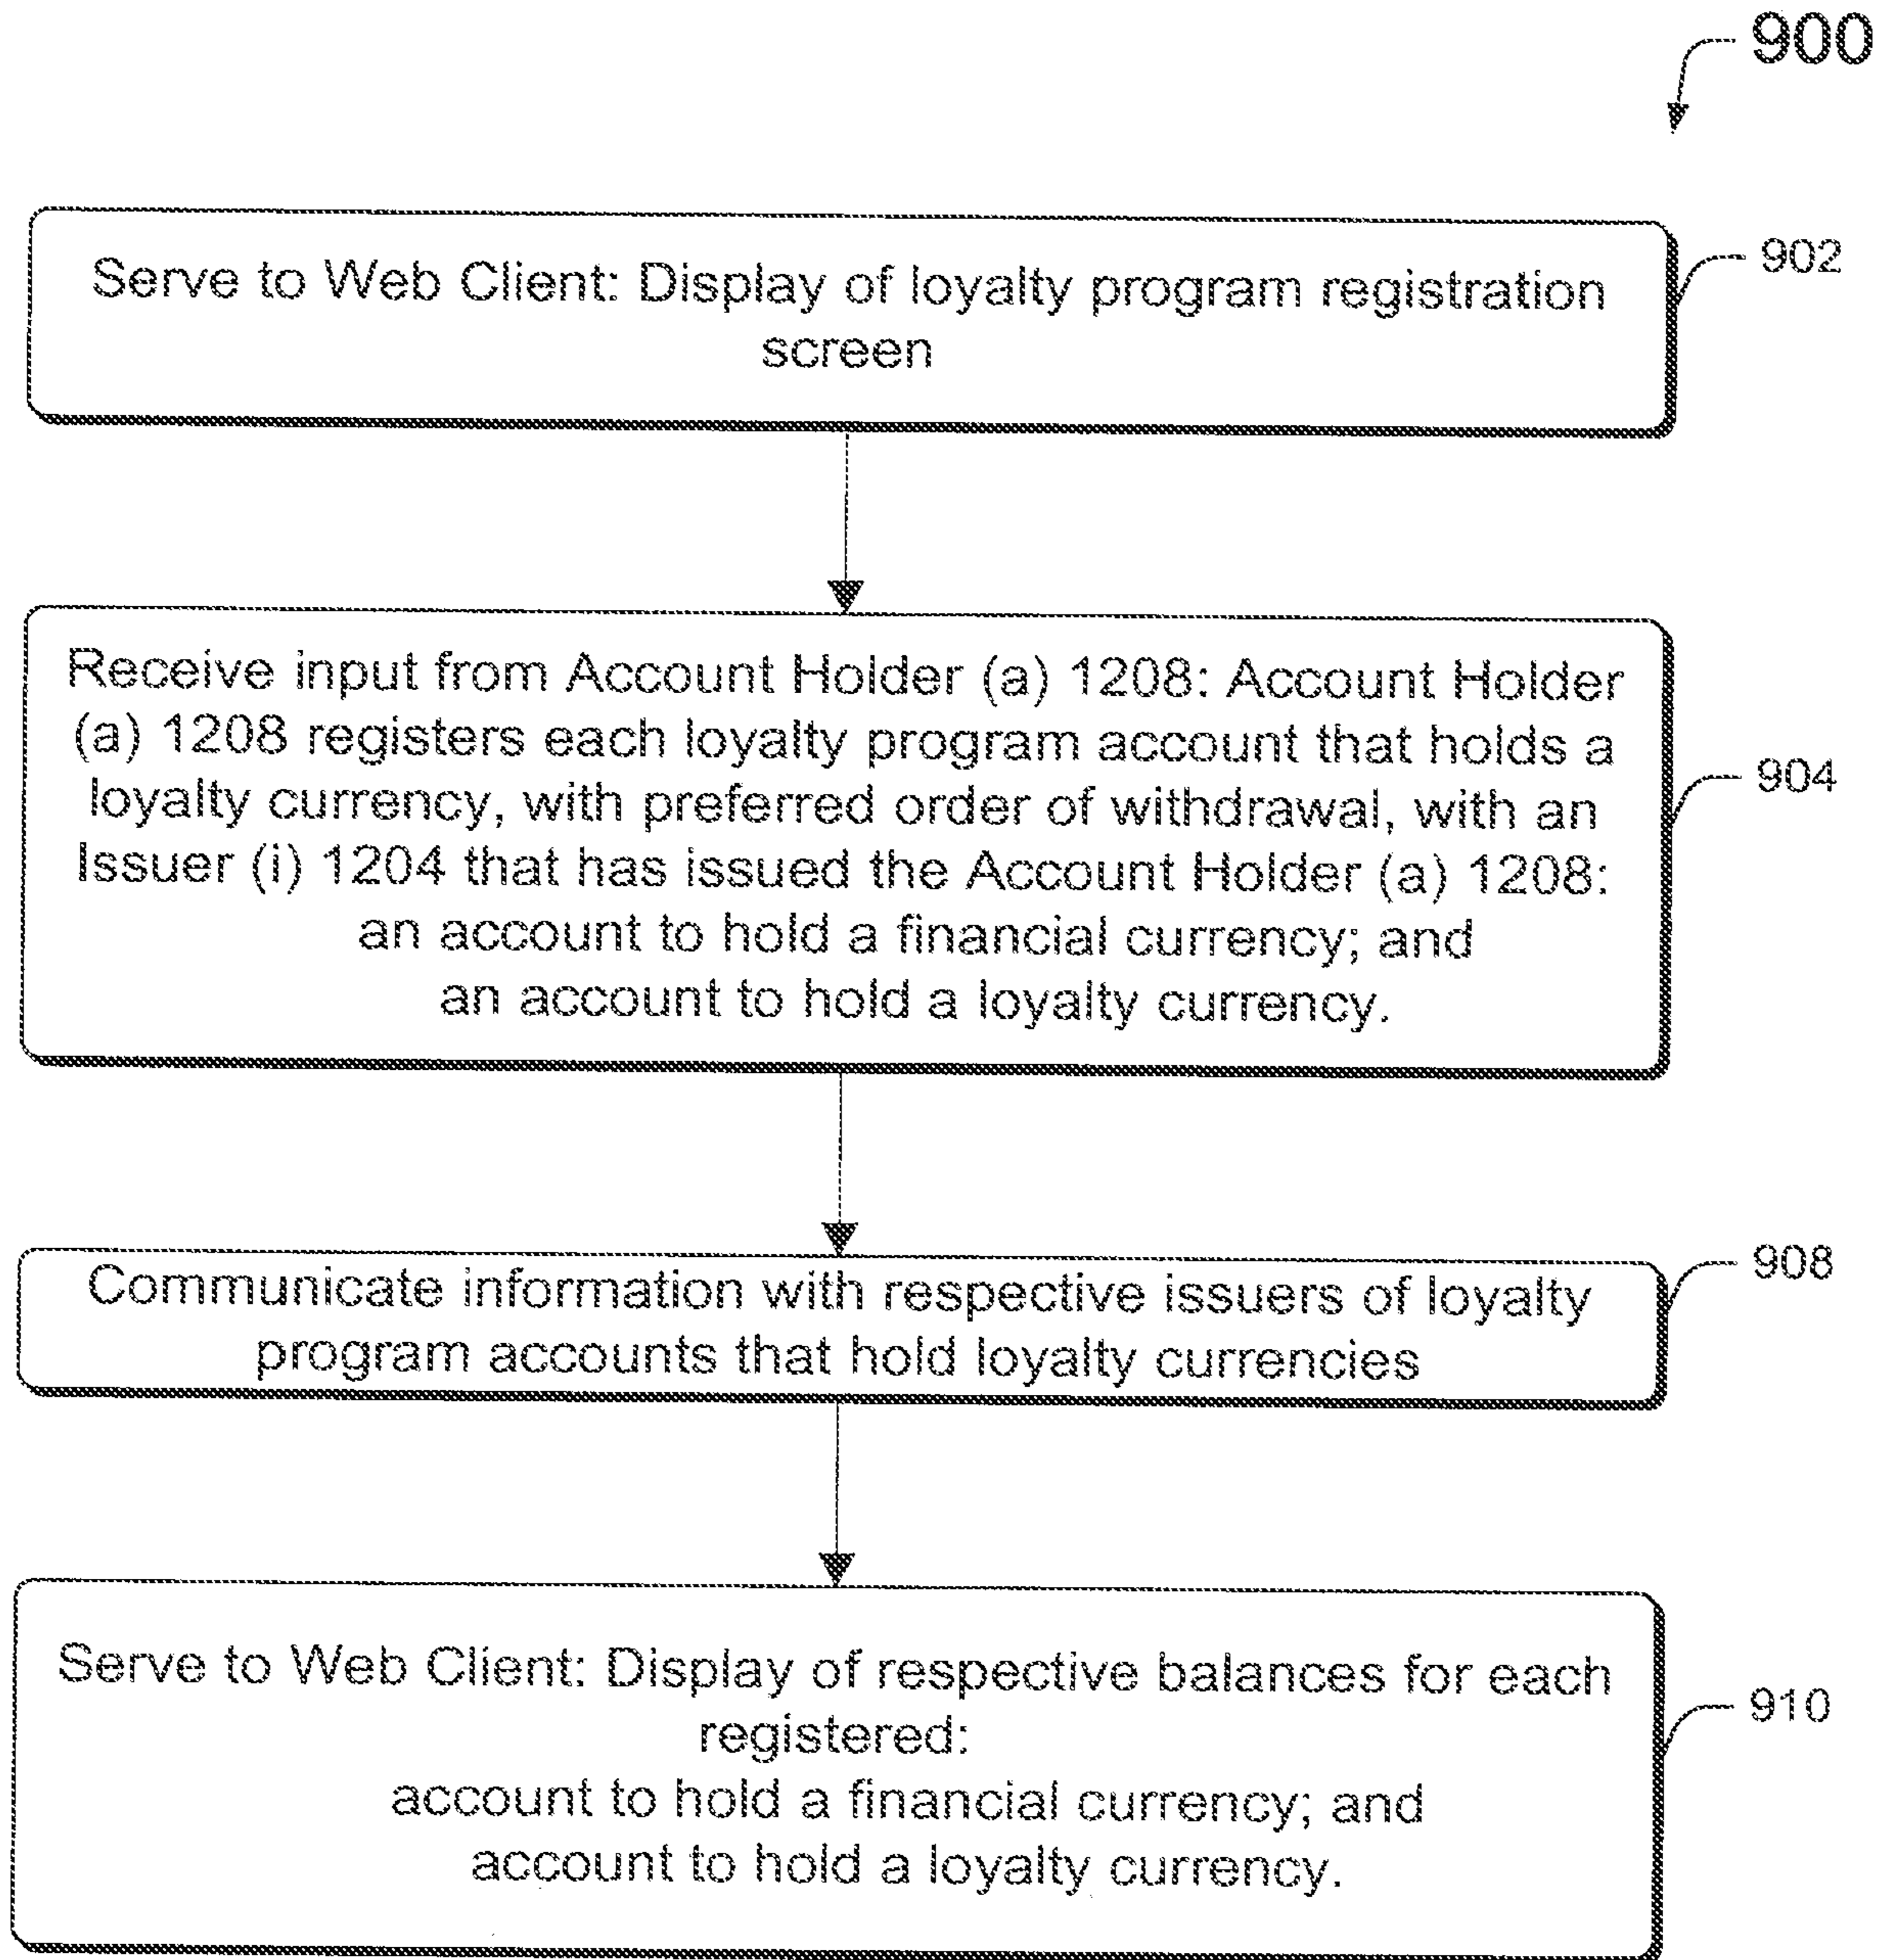 900
Serve to Web Client: Display of loyalty program registration
screen
902
Receive input from Account Holder (a) 1208: Account Holder
(a) 1208 registers each loyalty program account that holds a
loyalty currency, with preferred order of withdrawal, with an
Issuer (i) 1204 that has issued the Account Holder (a) 1208:
an account to hold a financial currency; and
an account to hold a loyalty currency.
904
Communicate information with respective issuers of loyalty
program accounts that hold loyalty currencies
908
Serve to Web Client: Display of respective balances for each
registered:
account to hold a financial currency; and
account to hold a loyalty currency.
910